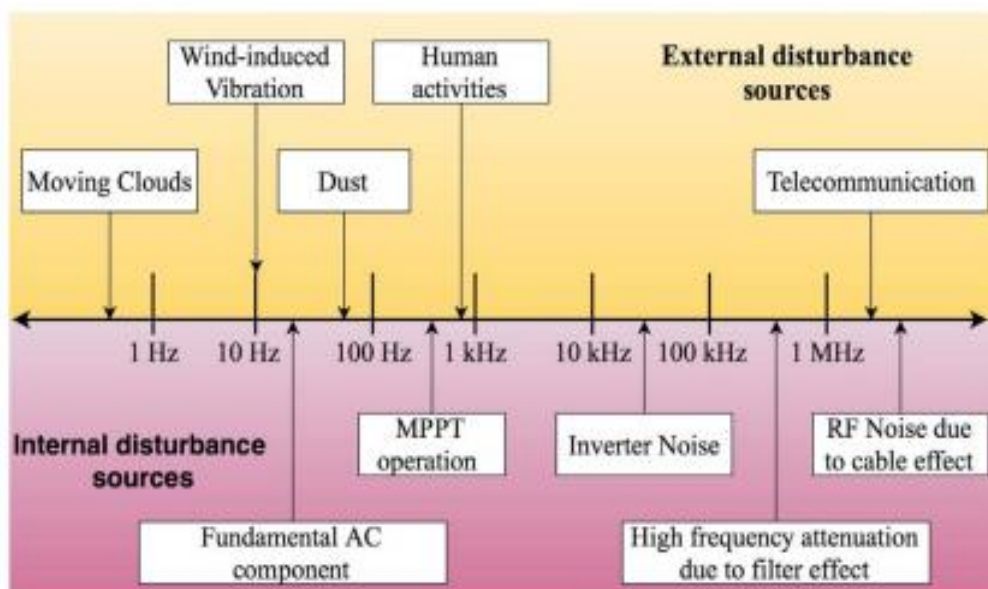 Wind-induced
Vibration
Human
activities
External disturbance
sources
Moving Clouds
Dust
Telecommunication
1 Hz
10 Hz
100 Hz
1 kHz
10 kHz
100 kHz
1 MHz
Internal disturbance
sources
MPPT
operation
Inverter Noise
RF Noise due
to cable effect
Fundamental AC
component
High frequency attenuation
due to filter effect